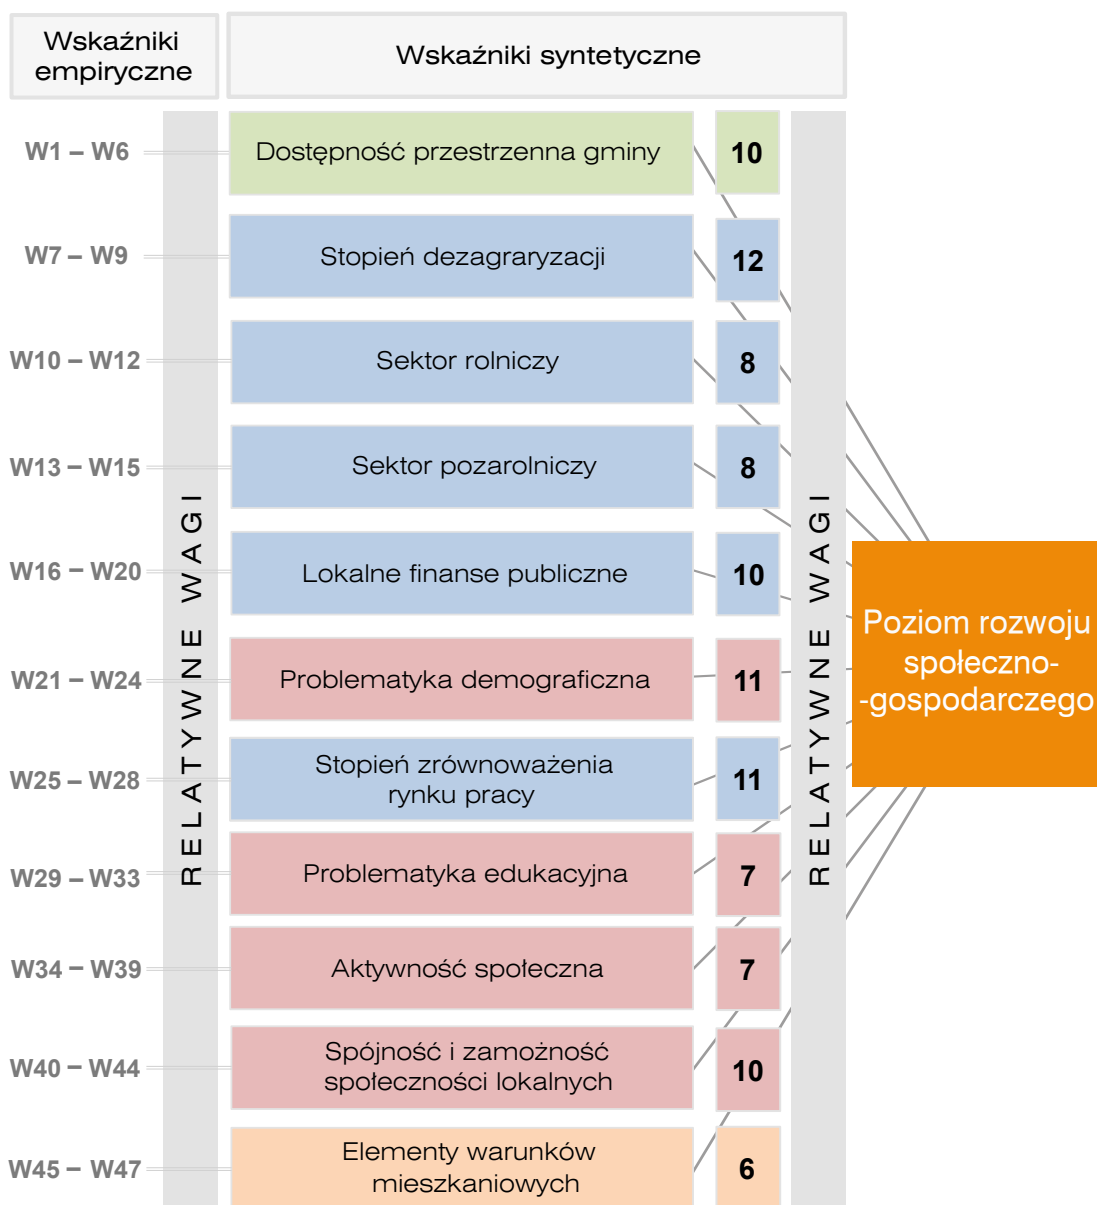 Wskaźniki
empiryczne
Wskaźniki syntetyczne
W1 – W6
Dostępność przestrzenna gminy
10
W7 – W9
Stopień dezagraryzacji
12
W10 – W12
Sektor rolniczy
8
W13 – W15
Sektor pozarolniczy
8
W16 – W20
Lokalne finanse publiczne
10
W21 – W24
Problematyka demograficzna
11
W25 – W28
Stopień zrównoważenia
rynku pracy
11
W29 – W33
Problematyka edukacyjna
7
W34 – W39
Aktywność społeczna
7
W40 – W44
Spójność i zamożność
społeczności lokalnych
10
W45 – W47
Elementy warunków
mieszkaniowych
6
RELATYWNE WAGI
RELATYWNE WAGI
Poziom rozwoju
społeczno-
-gospodarczego